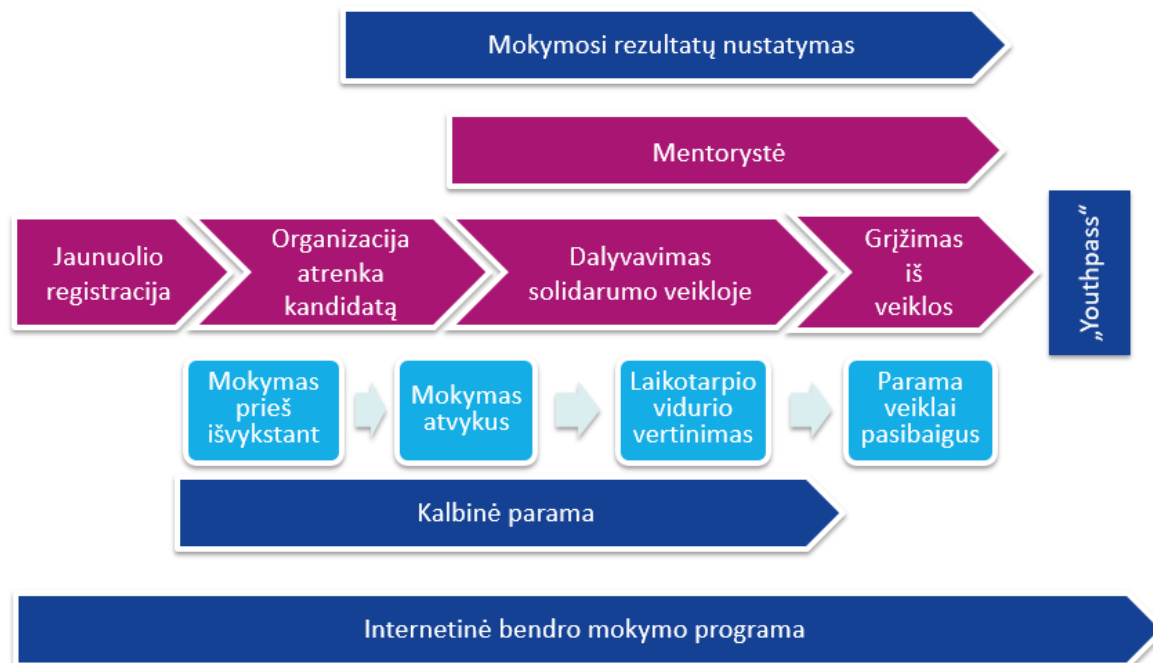 Mokymosi rezultatų nustatymas
Mentorystė
Jaunuolio
registracija
Organizacija
atrenka
kandidatą
Dalyvavimas
solidarumo veikloje
Grįžimas
iš
veiklos
„Youthpass“
Mokymas
prieš
išvykstant
Mokymas
atvykus
Laikotarpio
vidurio
vertinimas
Parama
veiklai
pasibaigus
Kalbinė parama
Internetinė bendro mokymo programa